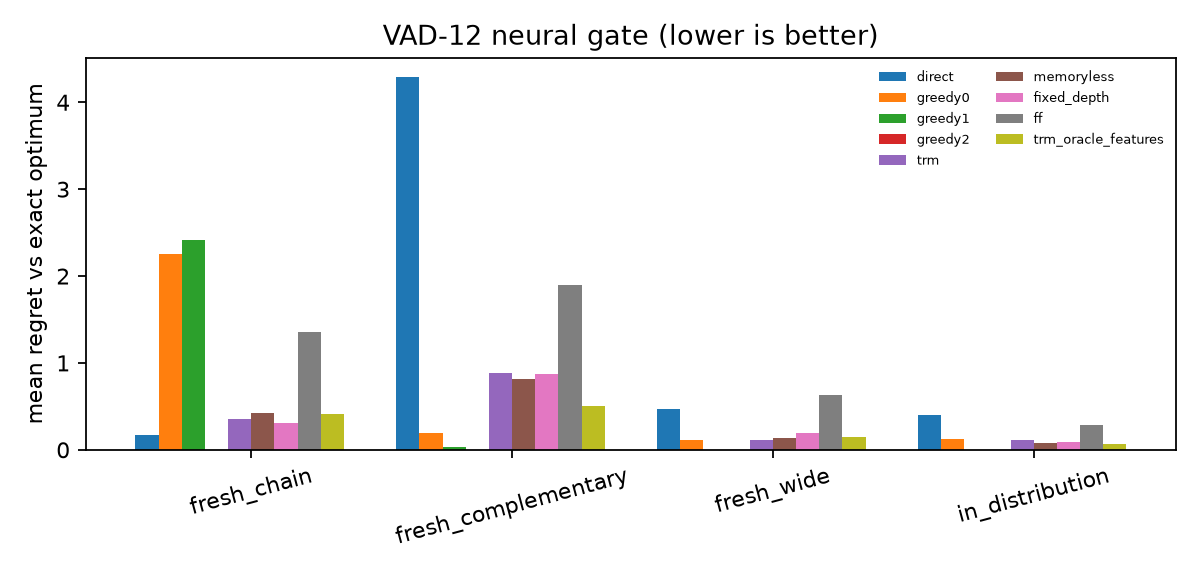 VAD-12 neural gate (lower is better)
mean regret vs exact optimum
4
3
2
1
0
direct
greedy0
greedy1
greedy2
trm
memoryless
fixed_depth
ff
trm_oracle_features
fresh_chain
fresh_complementary
fresh_wide
in_distribution